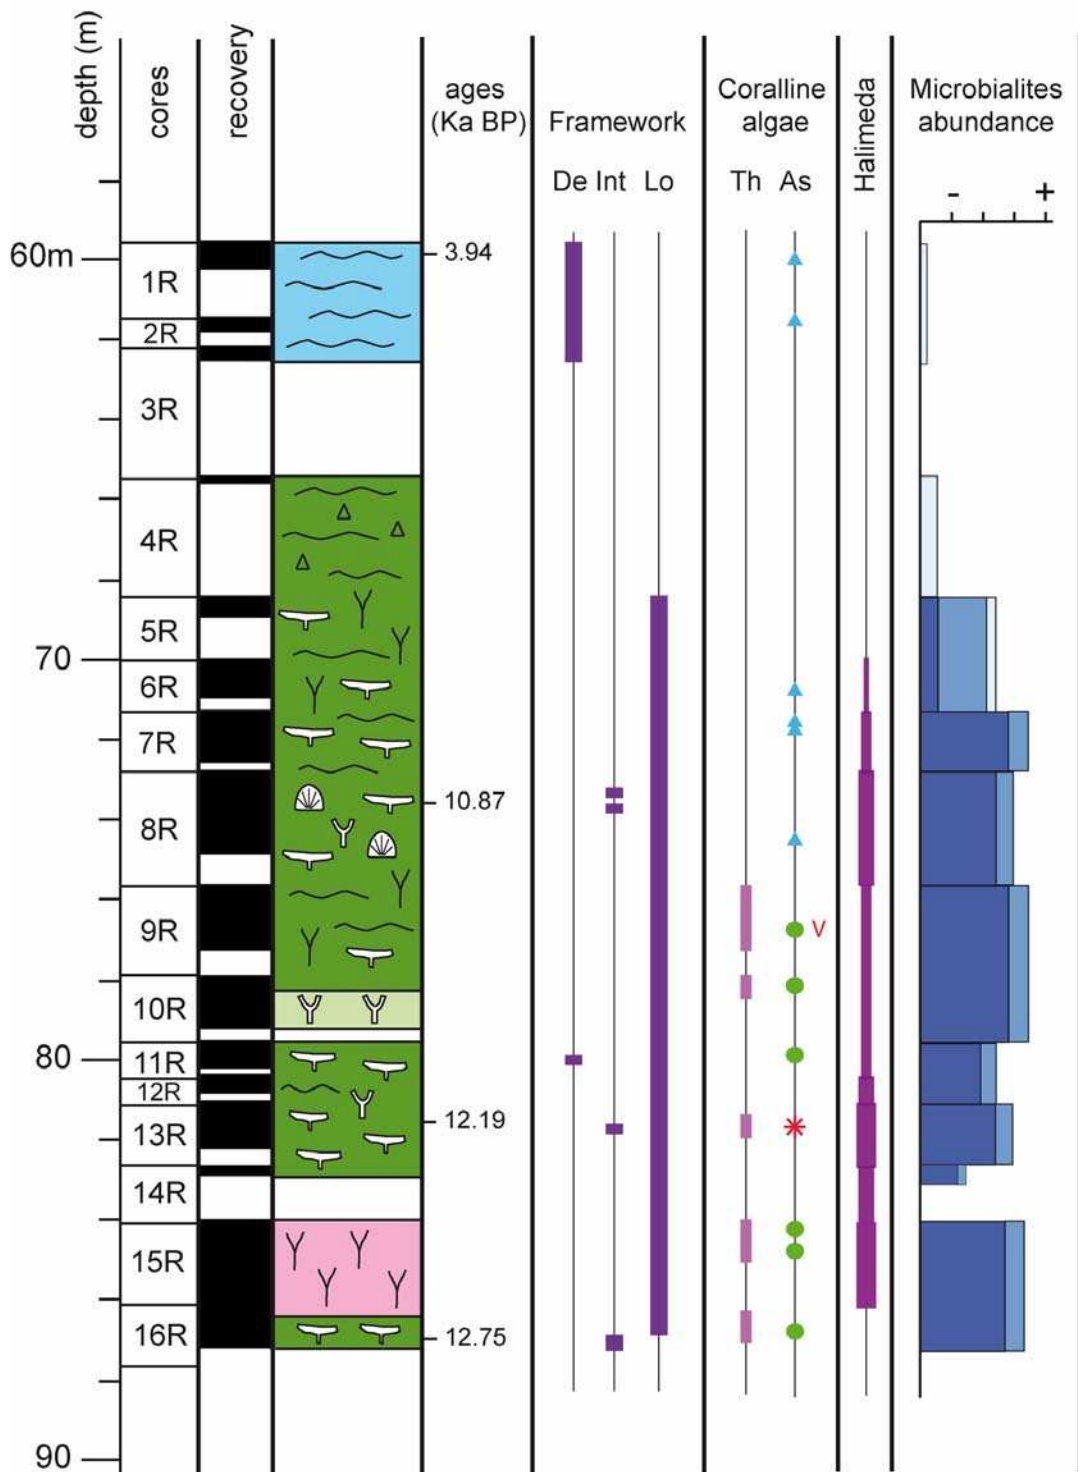 depth (m)
cores
recovery
ages
(Ka BP)
Framework
De Int Lo
Coralline
algae
Th As
Halimeda
Microbialites
abundance
- +
60m
1R
3.94
2R
3R
4R
5R
70
6R
7R
8R
10.87
9R
V
10R
80
11R
12R
13R
12.19
14R
15R
16R
12.75
90